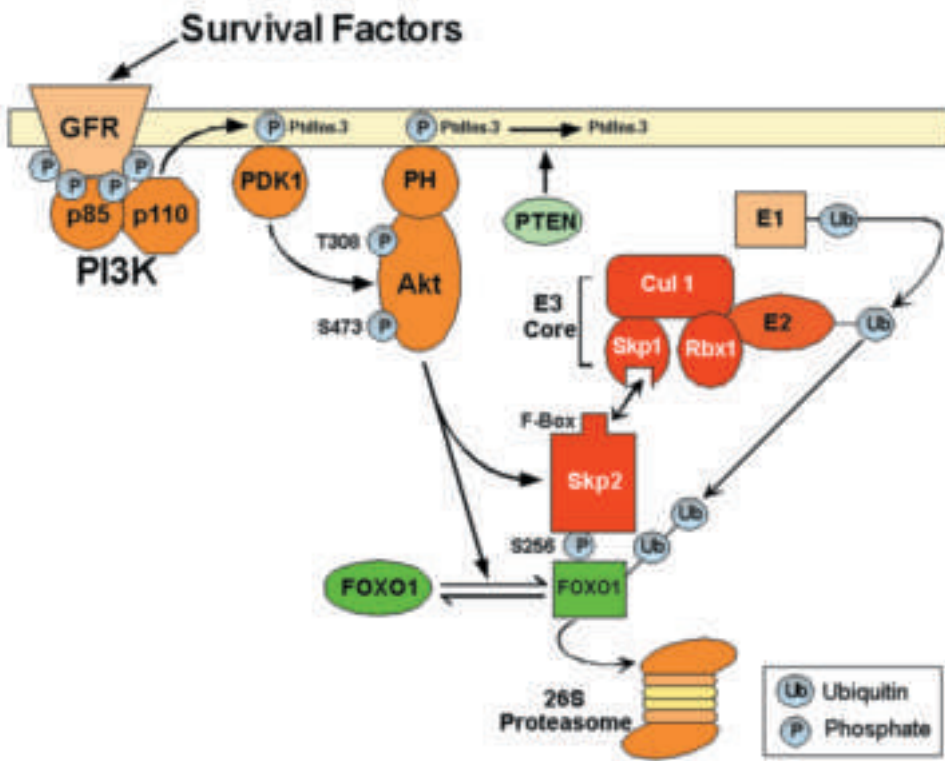 Survival Factors
GFR
P
P
P
P
p85
p110
PI3K
P
PtdIns.3
PDK1
P
PtdIns.3
PtdIns.3
PH
PTEN
T308
P
Akt
S473
P
E1
Ub
E3
Core
Cul 1
Skp1
Rbx1
E2
Ub
F-Box
Skp2
S256
P
Ub
Ub
FOXO1
FOXO1
26S
Proteasome
Ub Ubiquitin
P Phosphate